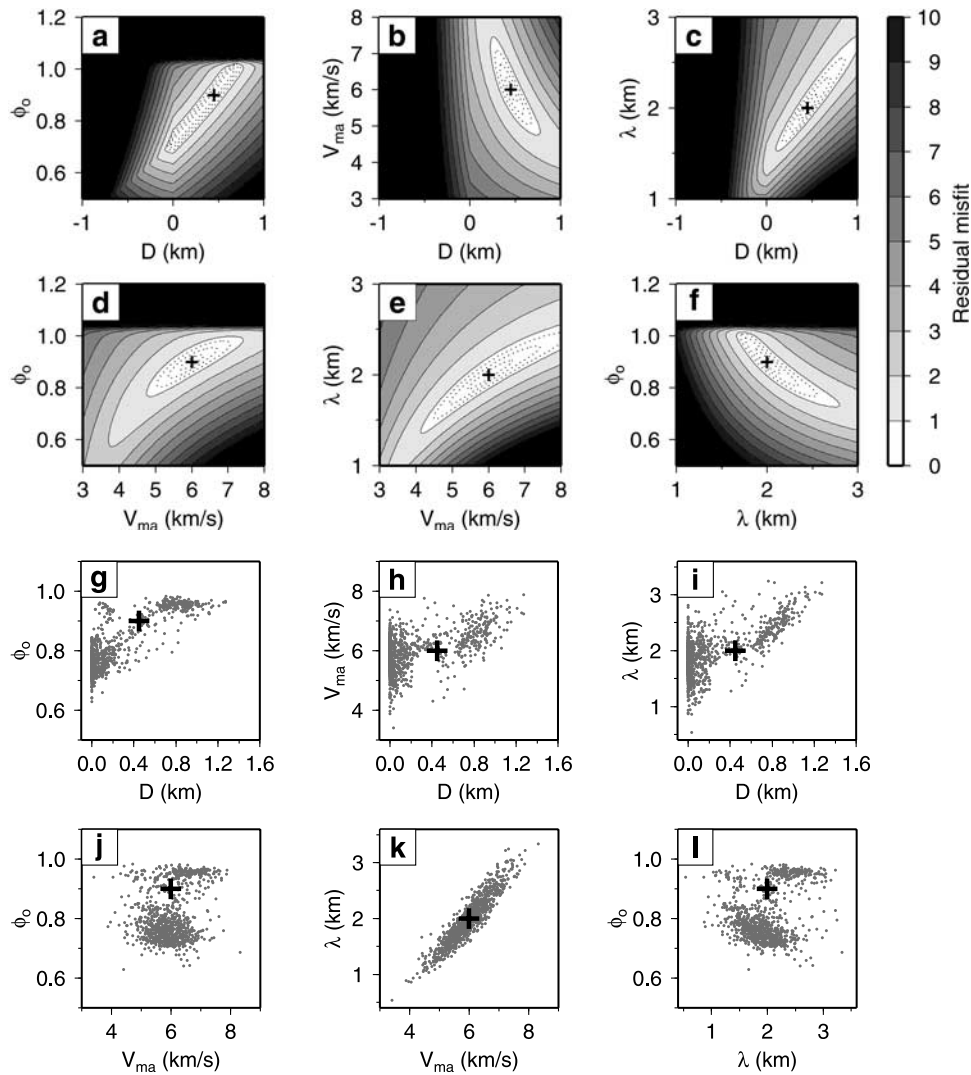 a
b
c
1.2
1.0
0.8
0.6
ϕo
-1 0 1
D (km)
8
7
6
5
4
3
Vma (km/s)
-1 0 1
D (km)
3
2
1
λ (km)
-1 0 1
D (km)
10
9
8
7
6
5
4
3
2
1
0
Residual misfit
d
e
f
1.2
1.0
0.8
0.6
ϕo
3 4 5 6 7 8
Vma (km/s)
3
2
1
λ (km)
3 4 5 6 7 8
Vma (km/s)
1.2
1.0
0.8
0.6
ϕo
1 2 3
λ (km)
g
h
i
1.0
0.8
0.6
ϕo
0.0 0.4 0.8 1.2 1.6
D (km)
8
6
4
Vma (km/s)
0.0 0.4 0.8 1.2 1.6
D (km)
3
2
1
λ (km)
0.0 0.4 0.8 1.2 1.6
D (km)
j
k
l
1.0
0.8
0.6
ϕo
4 6 8
Vma (km/s)
3
2
1
λ (km)
4 6 8
Vma (km/s)
1.0
0.8
0.6
ϕo
1 2 3
λ (km)